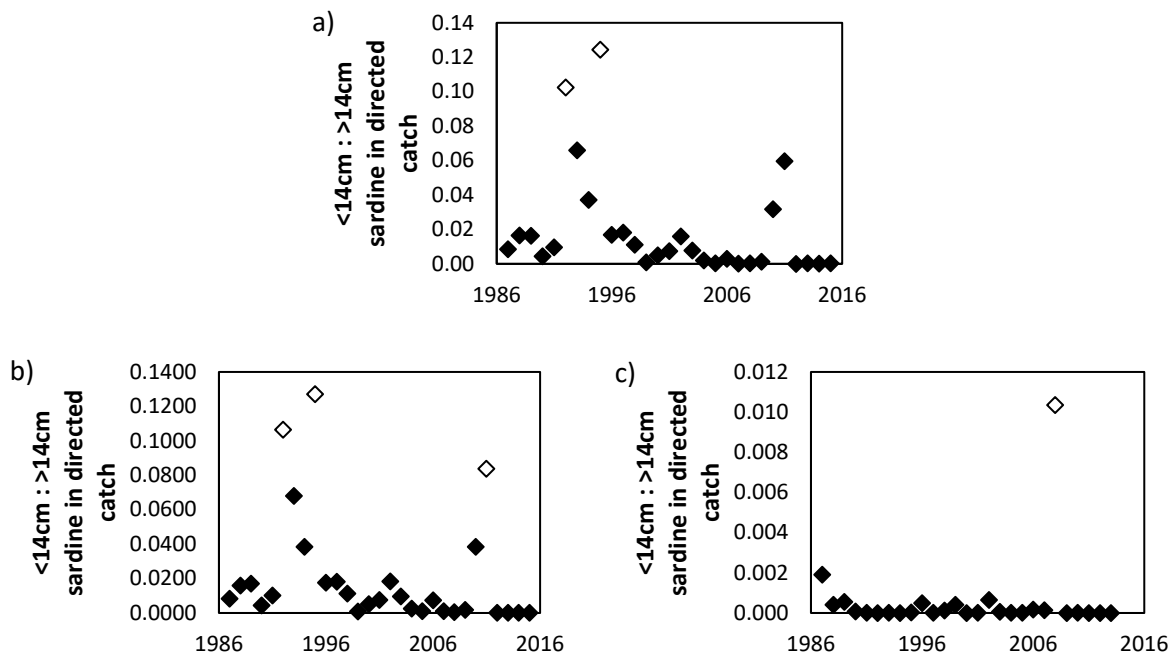 a)
<14cm : >14cm
sardine in directed
catch
0.14
0.12
0.10
0.08
0.06
0.04
0.02
0.00
1986 1996 2006 2016
b)
<14cm : >14cm
sardine in directed
catch
0.1400
0.1200
0.1000
0.0800
0.0600
0.0400
0.0200
0.0000
1986 1996 2006 2016
c)
<14cm : >14cm
sardine in directed
catch
0.012
0.010
0.008
0.006
0.004
0.002
0.000
1986 1996 2006 2016